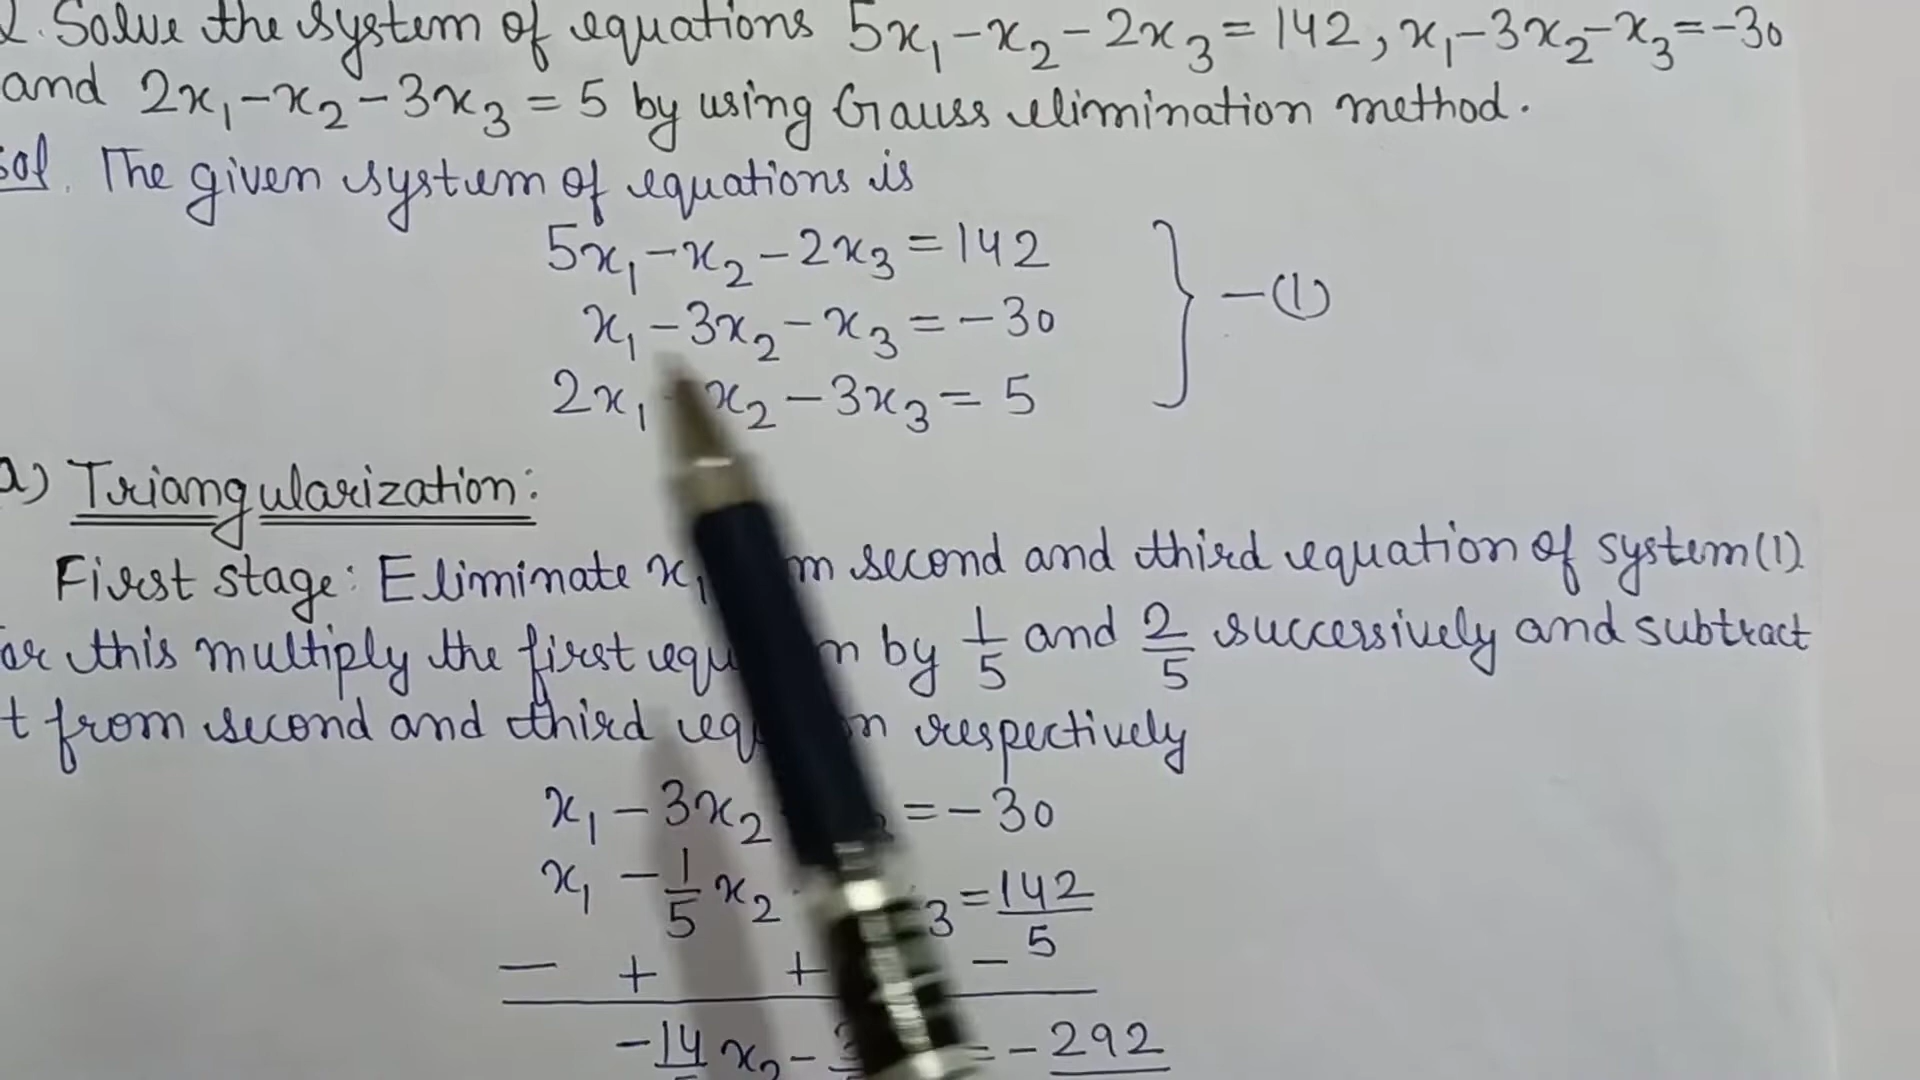 2. Solve the system of equations 5x₁-x₂-2x₃=142, x₁-3x₂-x₃=-30
and 2x₁-x₂-3x₃=5 by using Gauss elimination method.
Sol. The given system of equations is
5x₁-x₂-2x₃=142
x₁-3x₂-x₃=-30 } -(1)
2x₁ x₂-3x₃=5
a) Triangularization:
First stage: Eliminate x₁ second and third equation of system(1)
this multiply the first by 1/5 and 2/5 successively and subtract
from second and third respectively
x₁-3x₂ =-30
x₁-1/5x₂ 3=142/5
- + + -
-14 x₂- =-292